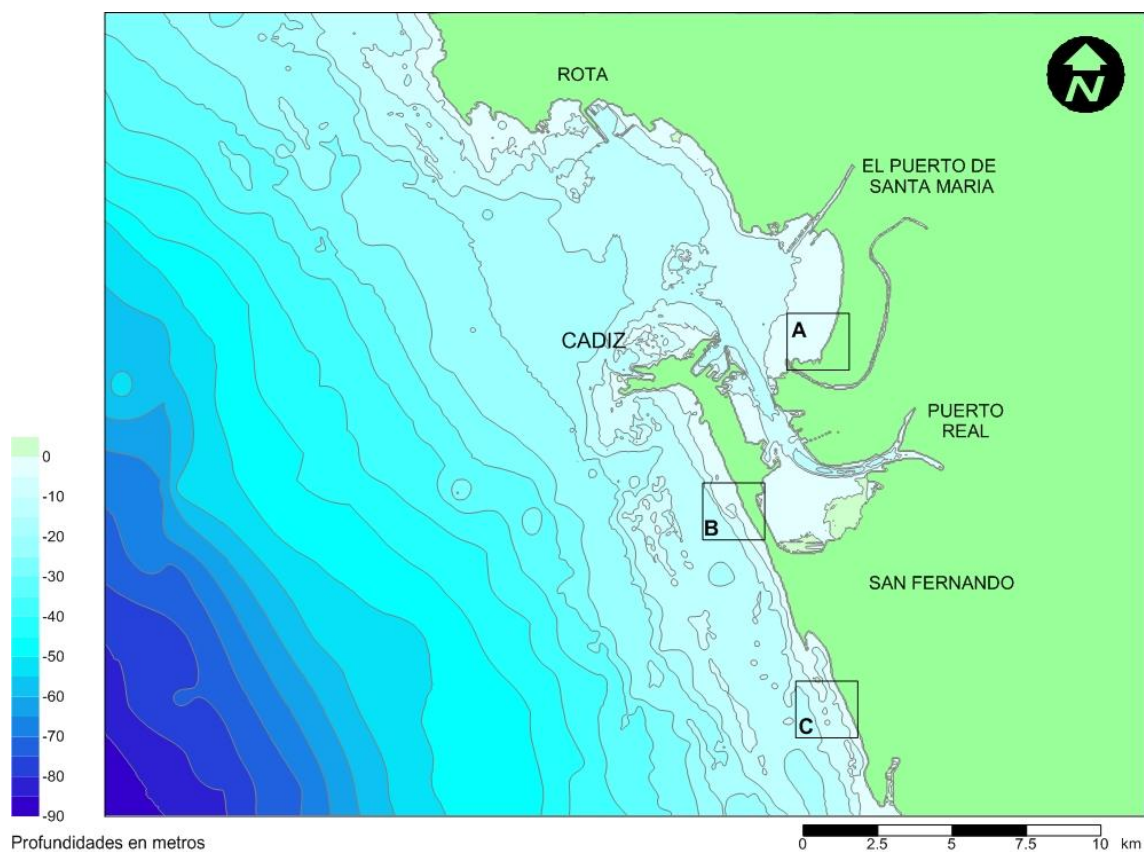 ROTA
N
EL PUERTO DE
SANTA MARIA
A
CADIZ
PUERTO
REAL
B
SAN FERNANDO
C
0
-10
-20
-30
-40
-50
-60
-70
-80
-90
Profundidades en metros
0 2.5 5 7.5 10 km